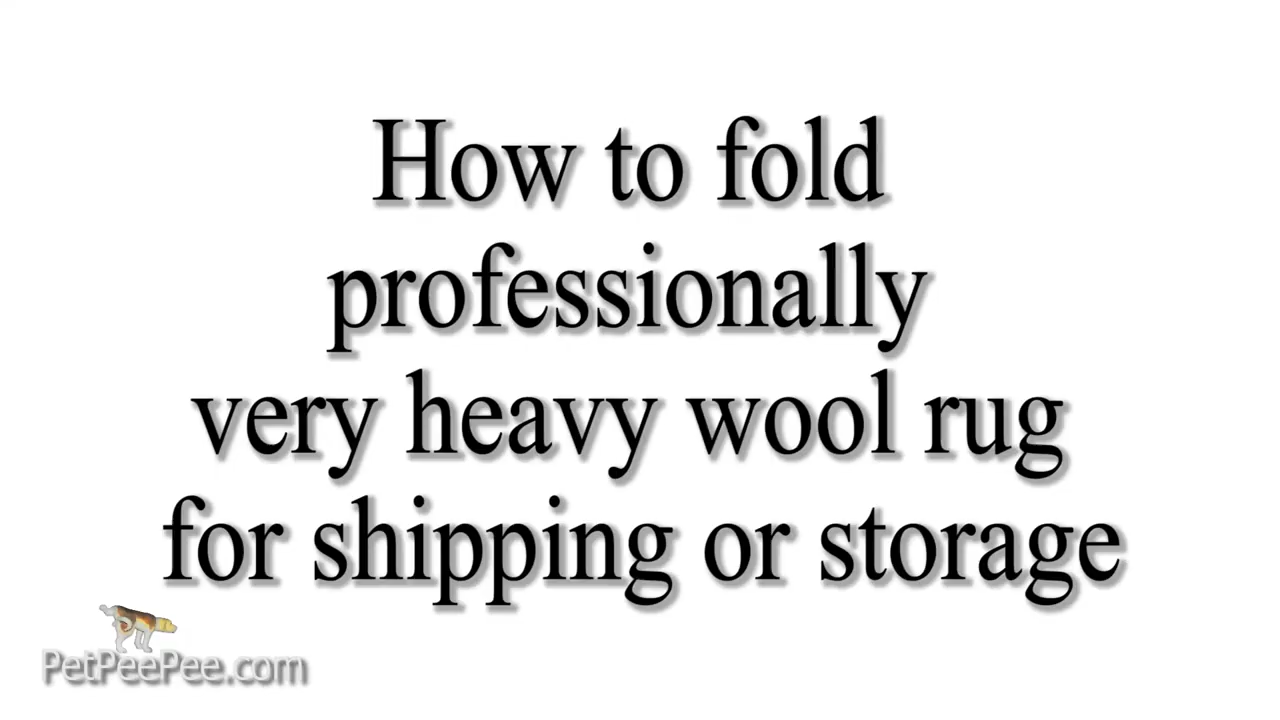 How to fold
professionally
very heavy wool rug
for shipping or storage
PetPeePee.com